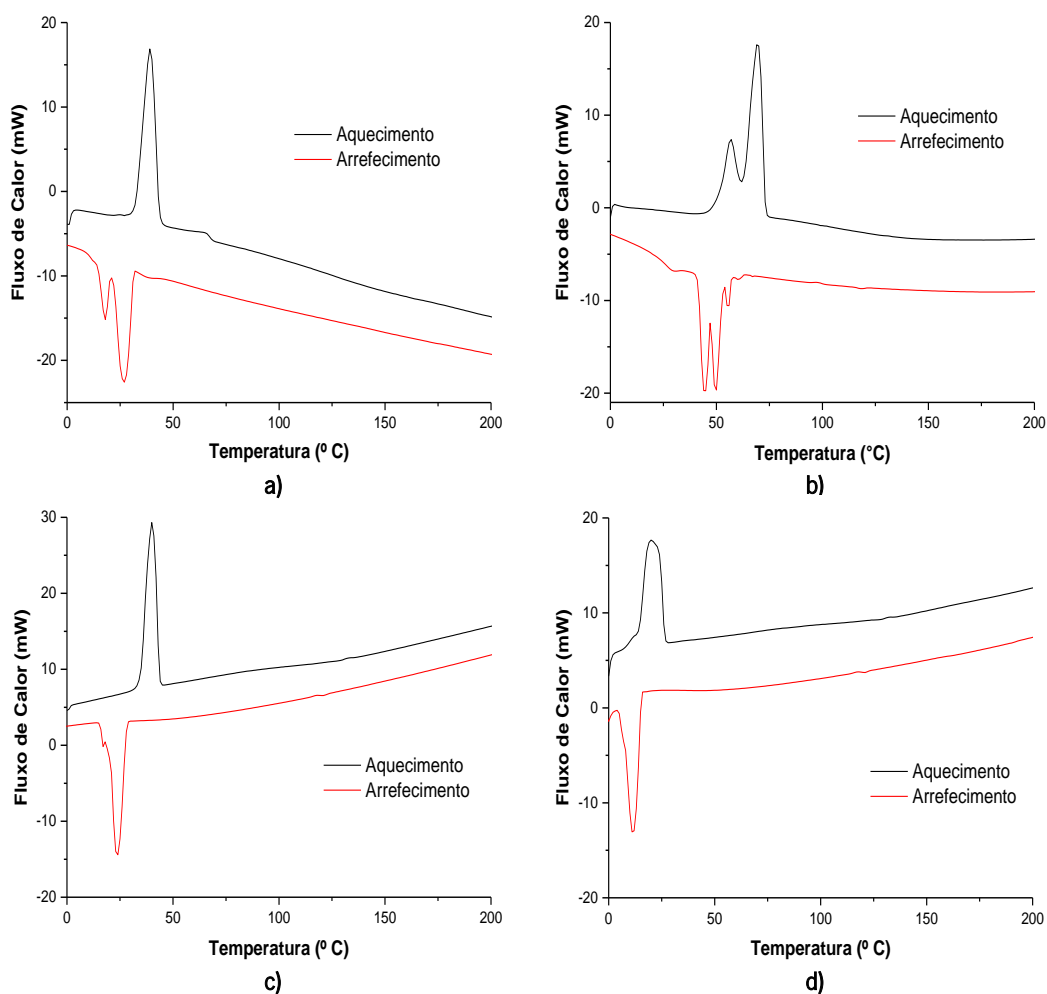 20
10
0
-10
-20
0
50
100
150
200
Fluxo de Calor (mW)
Aquecimento
Arrefecimento
Temperatura (º C)
a)
20
10
0
-10
-20
0
50
100
150
200
Fluxo de Calor (mW)
Aquecimento
Arrefecimento
Temperatura (°C)
b)
30
20
10
0
-10
-20
0
50
100
150
200
Fluxo de Calor (mW)
Aquecimento
Arrefecimento
Temperatura (º C)
c)
20
10
0
-10
-20
0
50
100
150
200
Fluxo de Calor (mW)
Aquecimento
Arrefecimento
Temperatura (º C)
d)